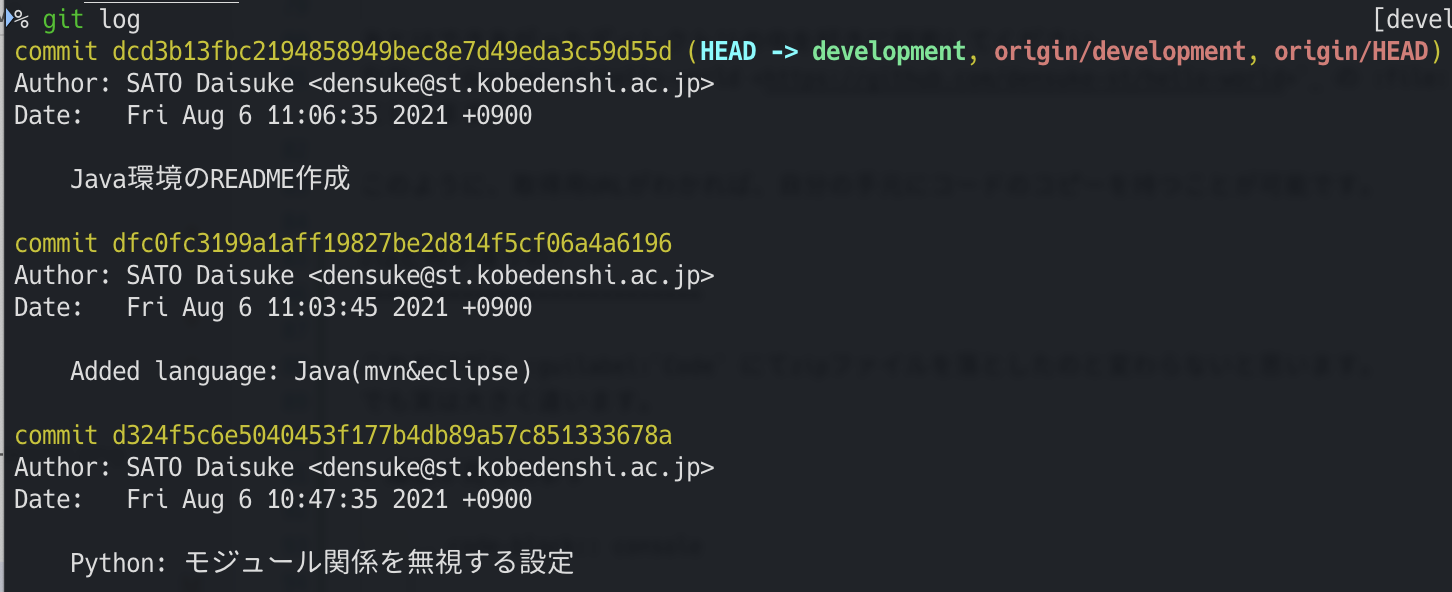 % git log [devel
commit dcd3b13fbc2194858949bec8e7d49eda3c59d55d (HEAD -> development, origin/development, origin/HEAD)
Author: SATO Daisuke <densuke@st.kobedenshi.ac.jp>
Date:   Fri Aug 6 11:06:35 2021 +0900
Java環境のREADME作成
commit dfc0fc3199a1aff19827be2d814f5cf06a4a6196
Author: SATO Daisuke <densuke@st.kobedenshi.ac.jp>
Date:   Fri Aug 6 11:03:45 2021 +0900
Added language: Java(mvn&eclipse)
commit d324f5c6e5040453f177b4db89a57c851333678a
Author: SATO Daisuke <densuke@st.kobedenshi.ac.jp>
Date:   Fri Aug 6 10:47:35 2021 +0900
Python: モジュール関係を無視する設定